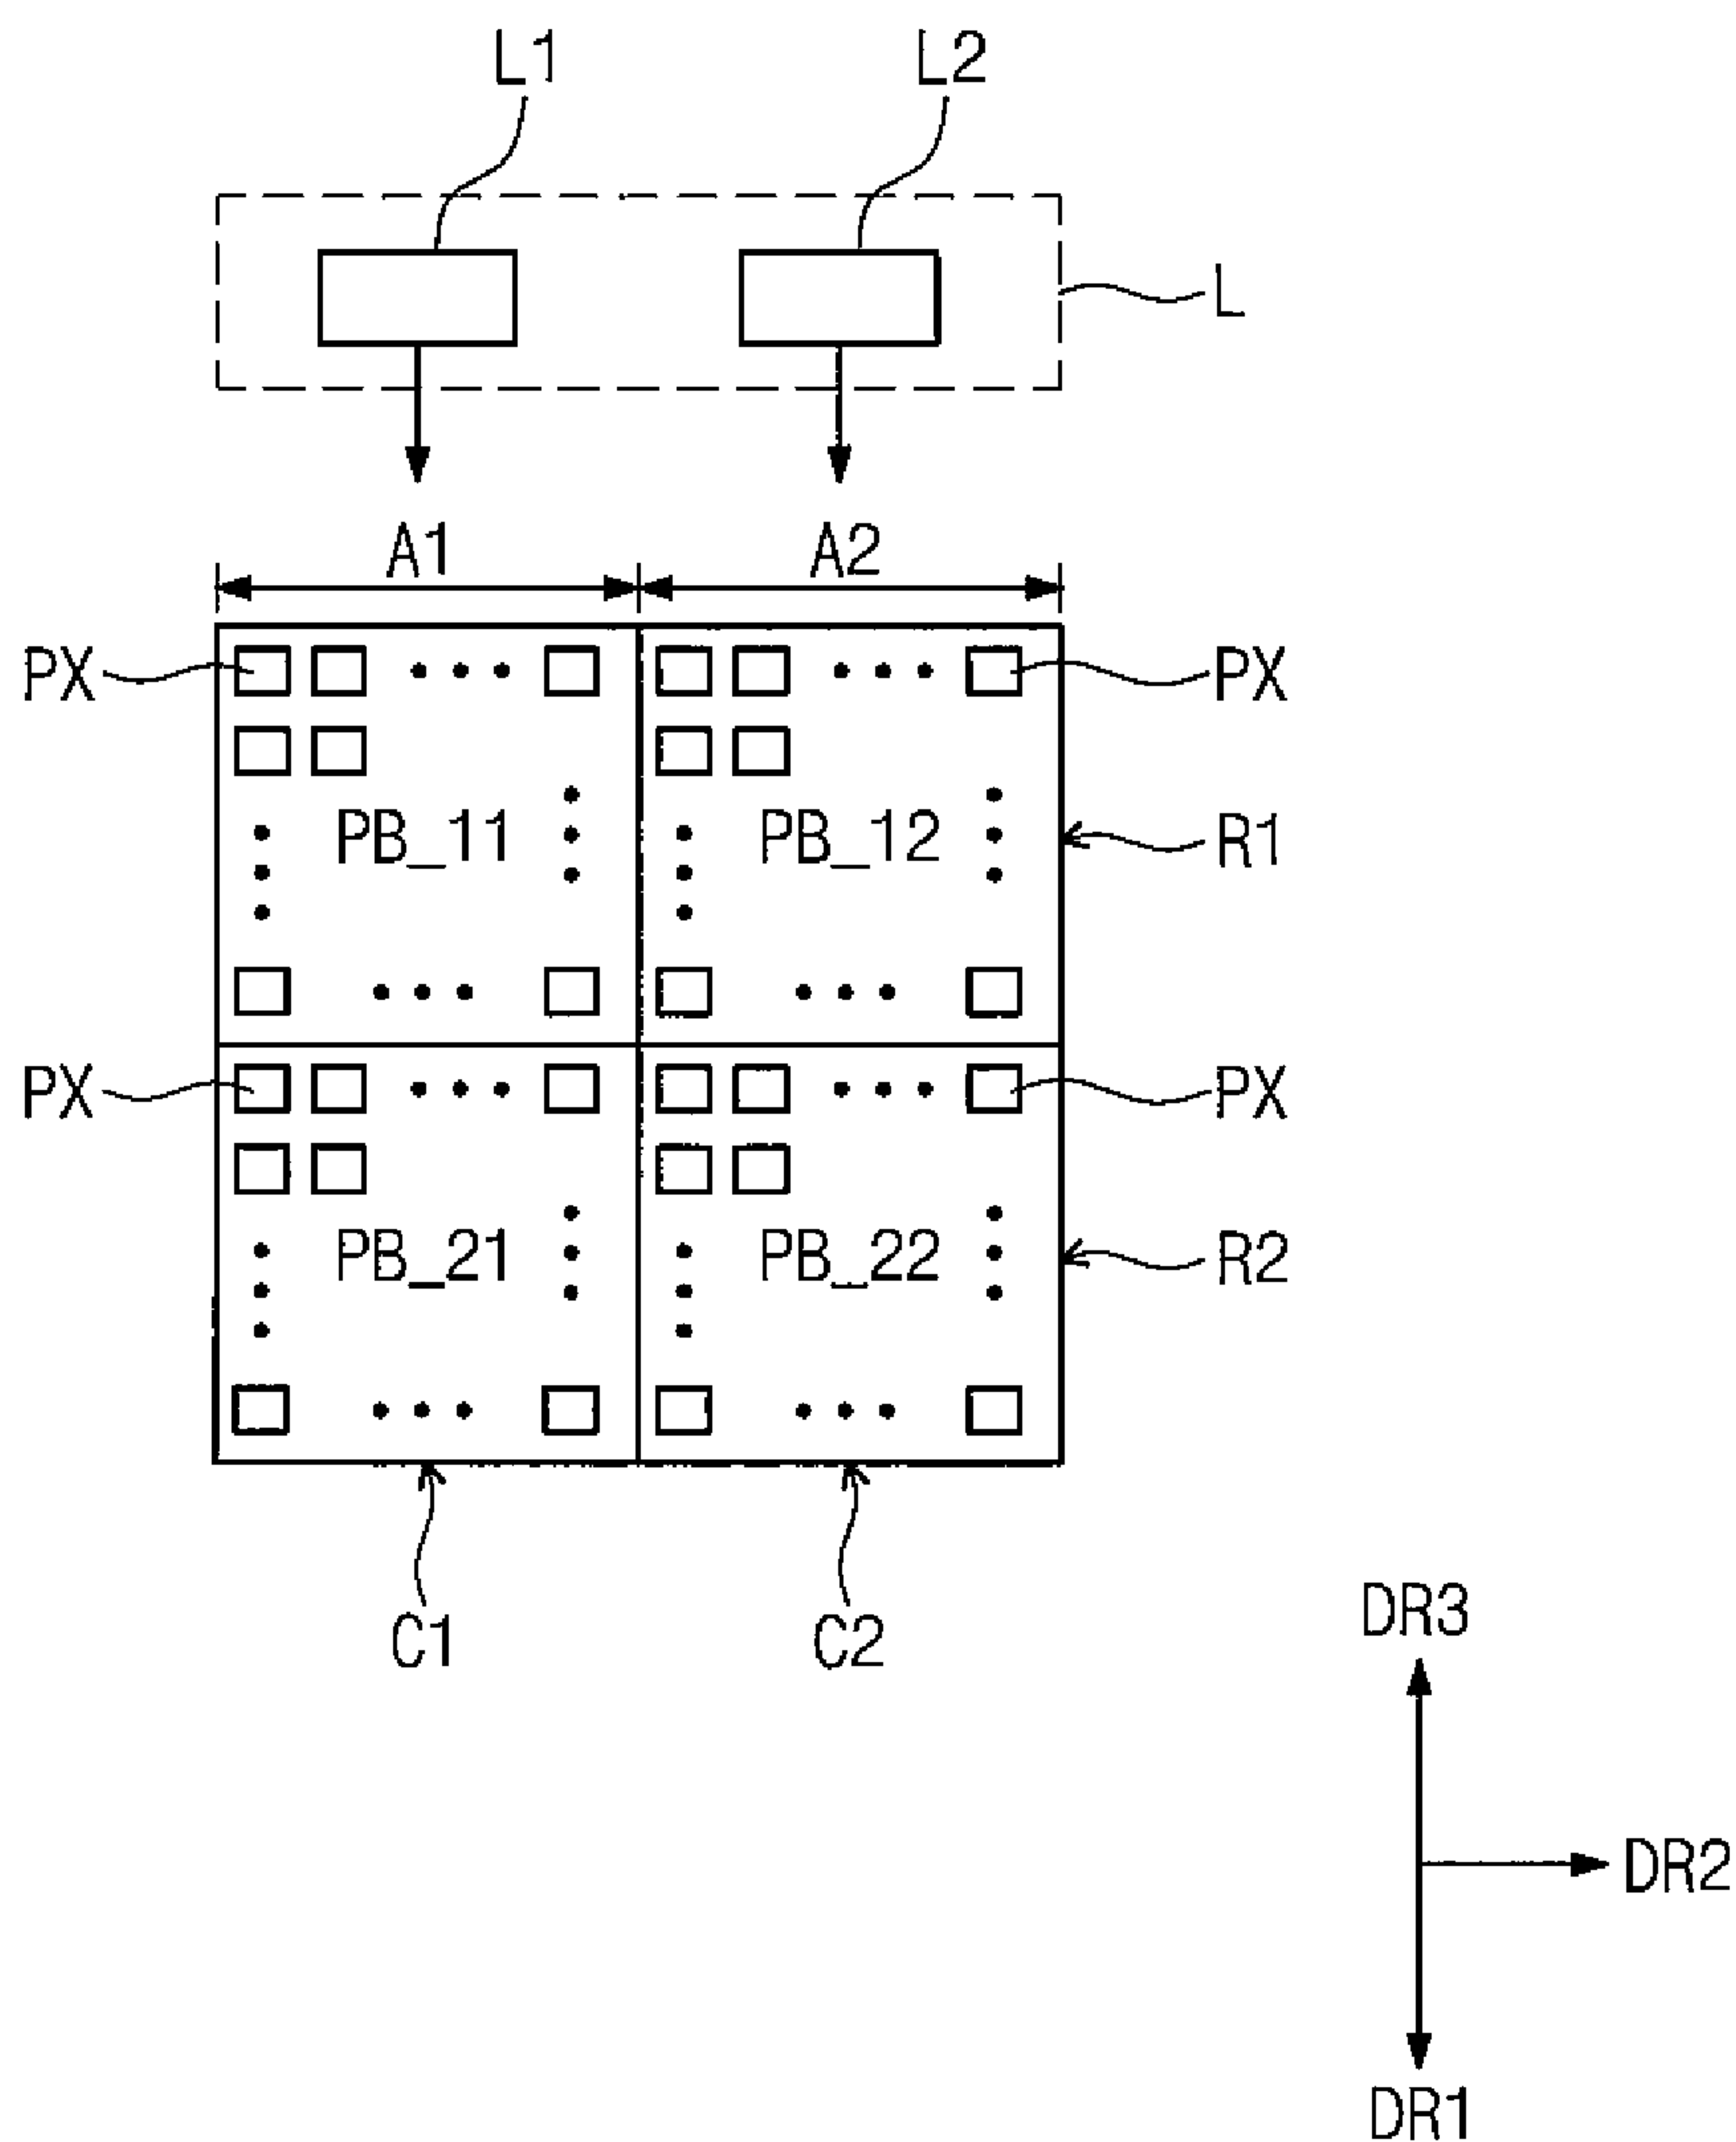 L1 L2
L
A1 A2
PX PX
PB_11 PB_12 R1
PX PX
PB_21 PB_22 R2
C1 C2
DR3
DR2
DR1